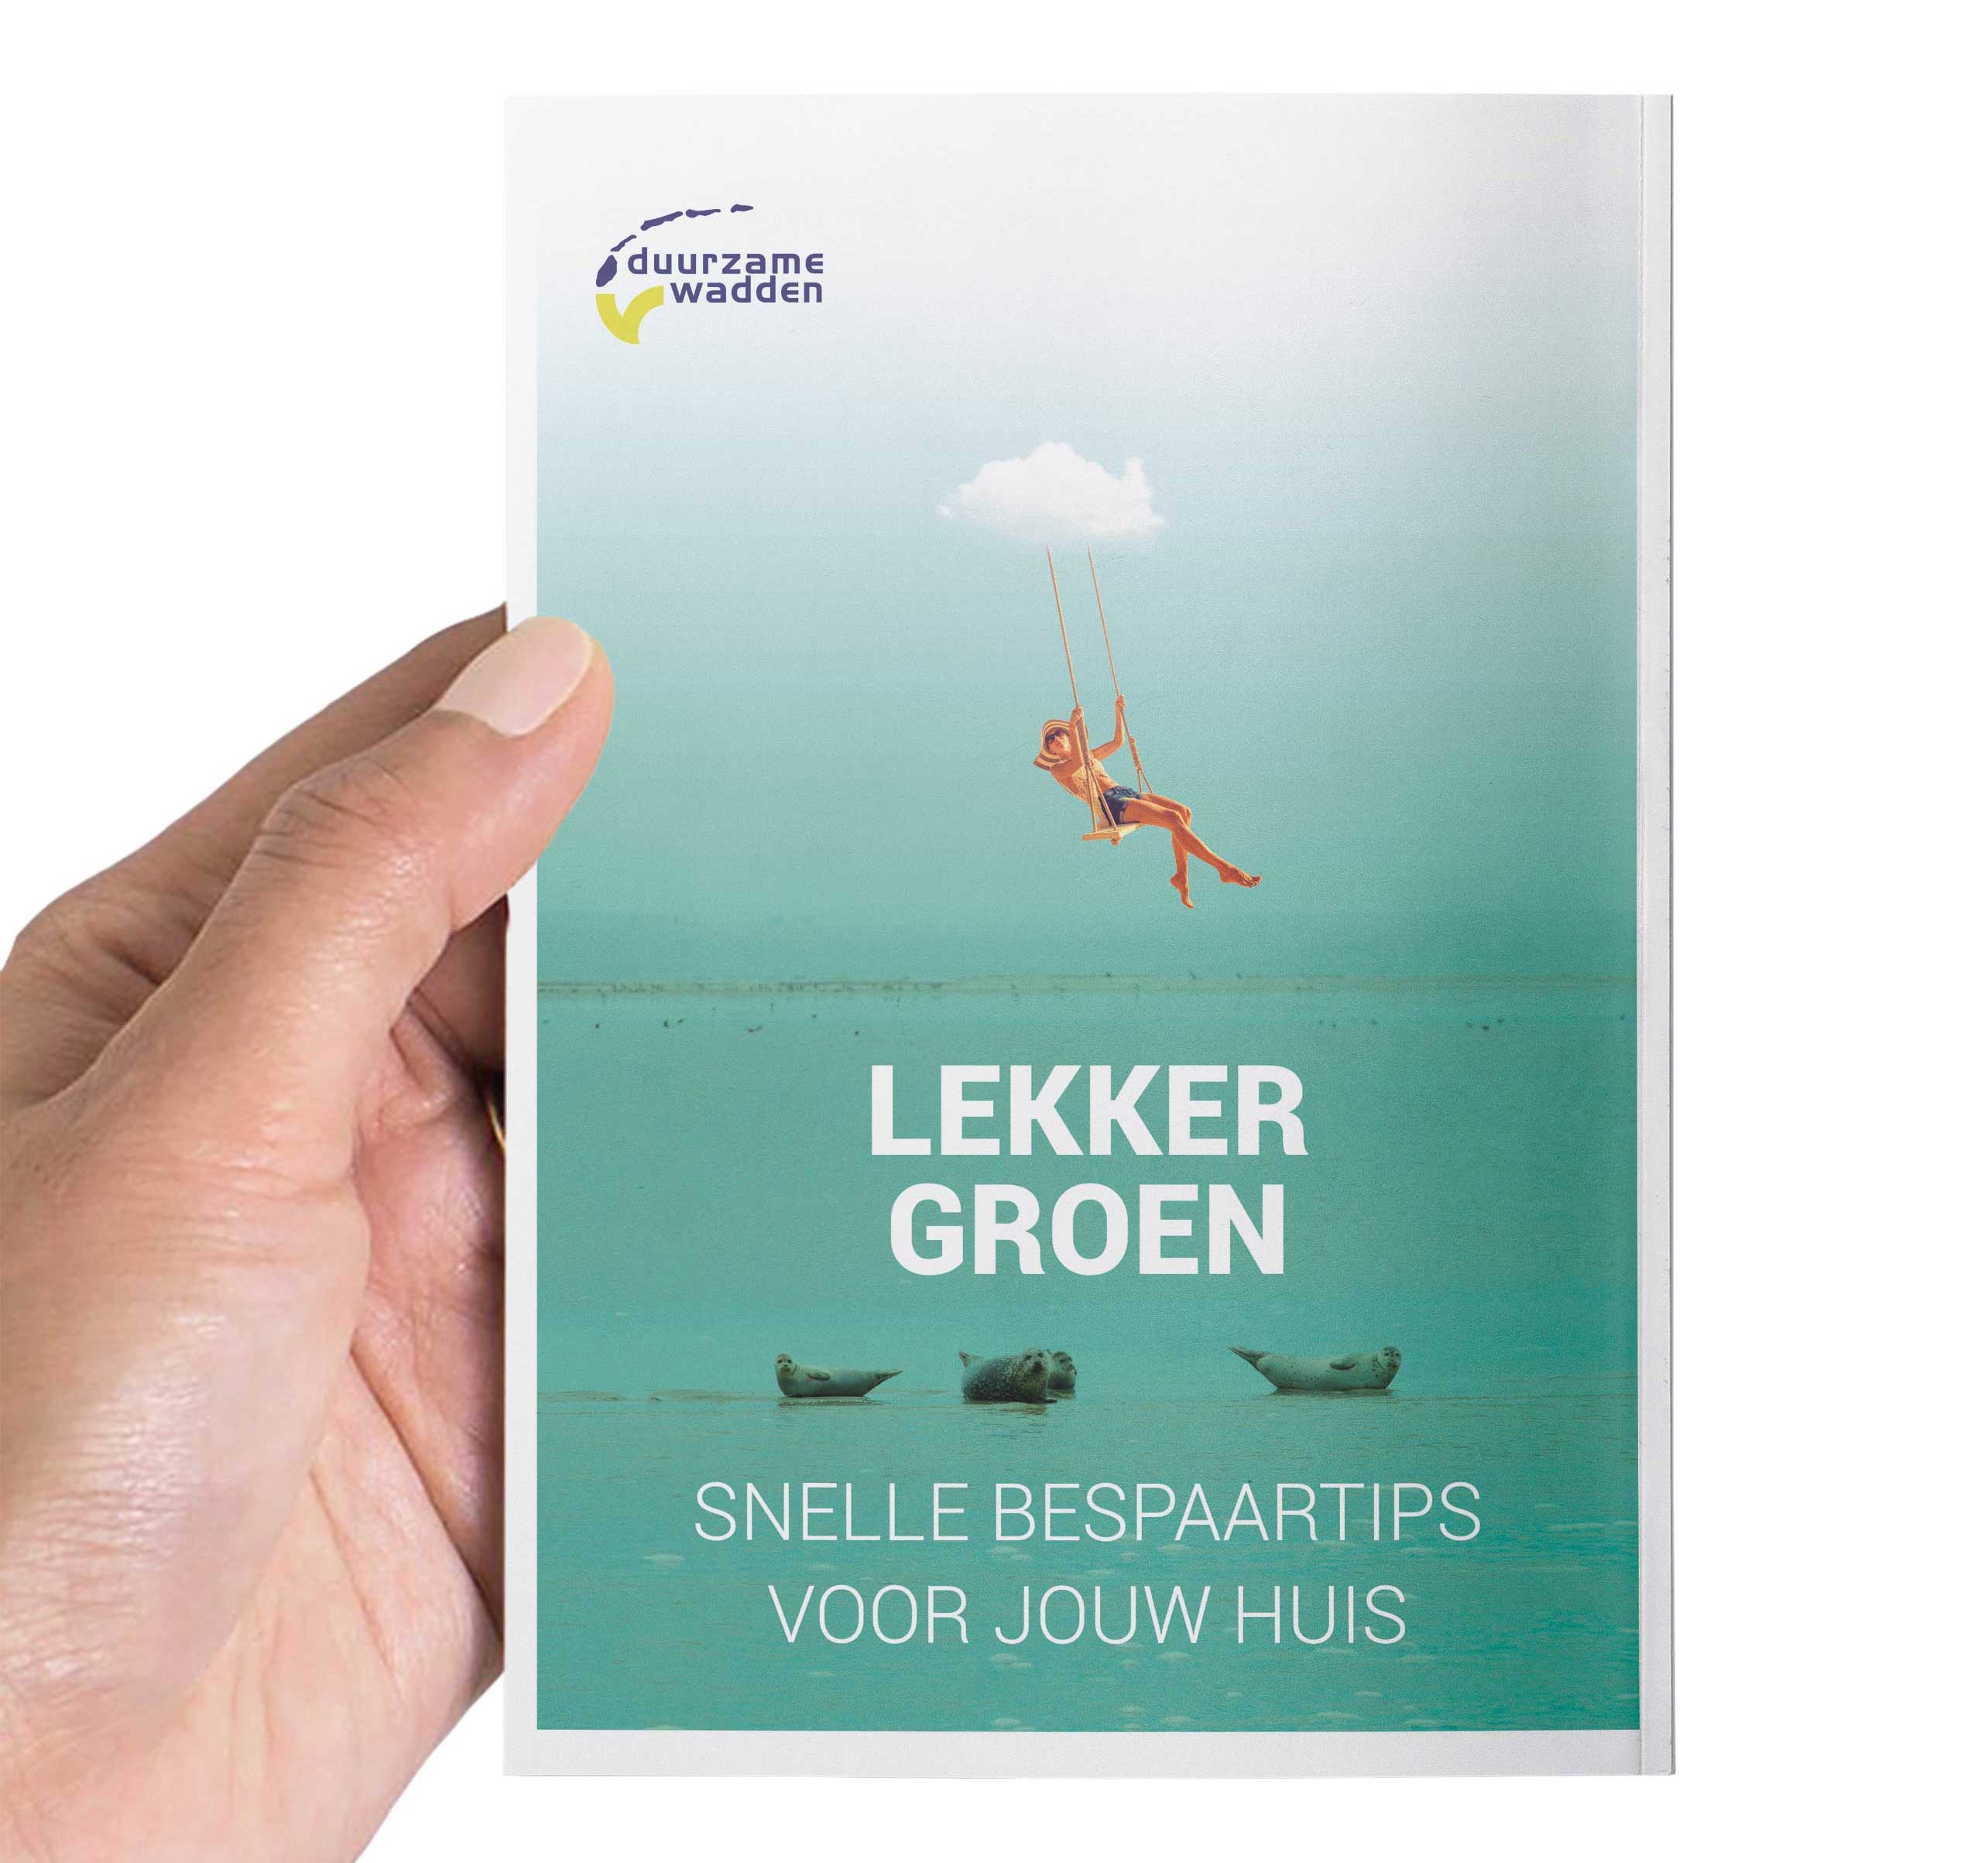 duurzame
wadden
LEKKER
GROEN
SNELLE BESPAARTIPS
VOOR JOUW HUIS